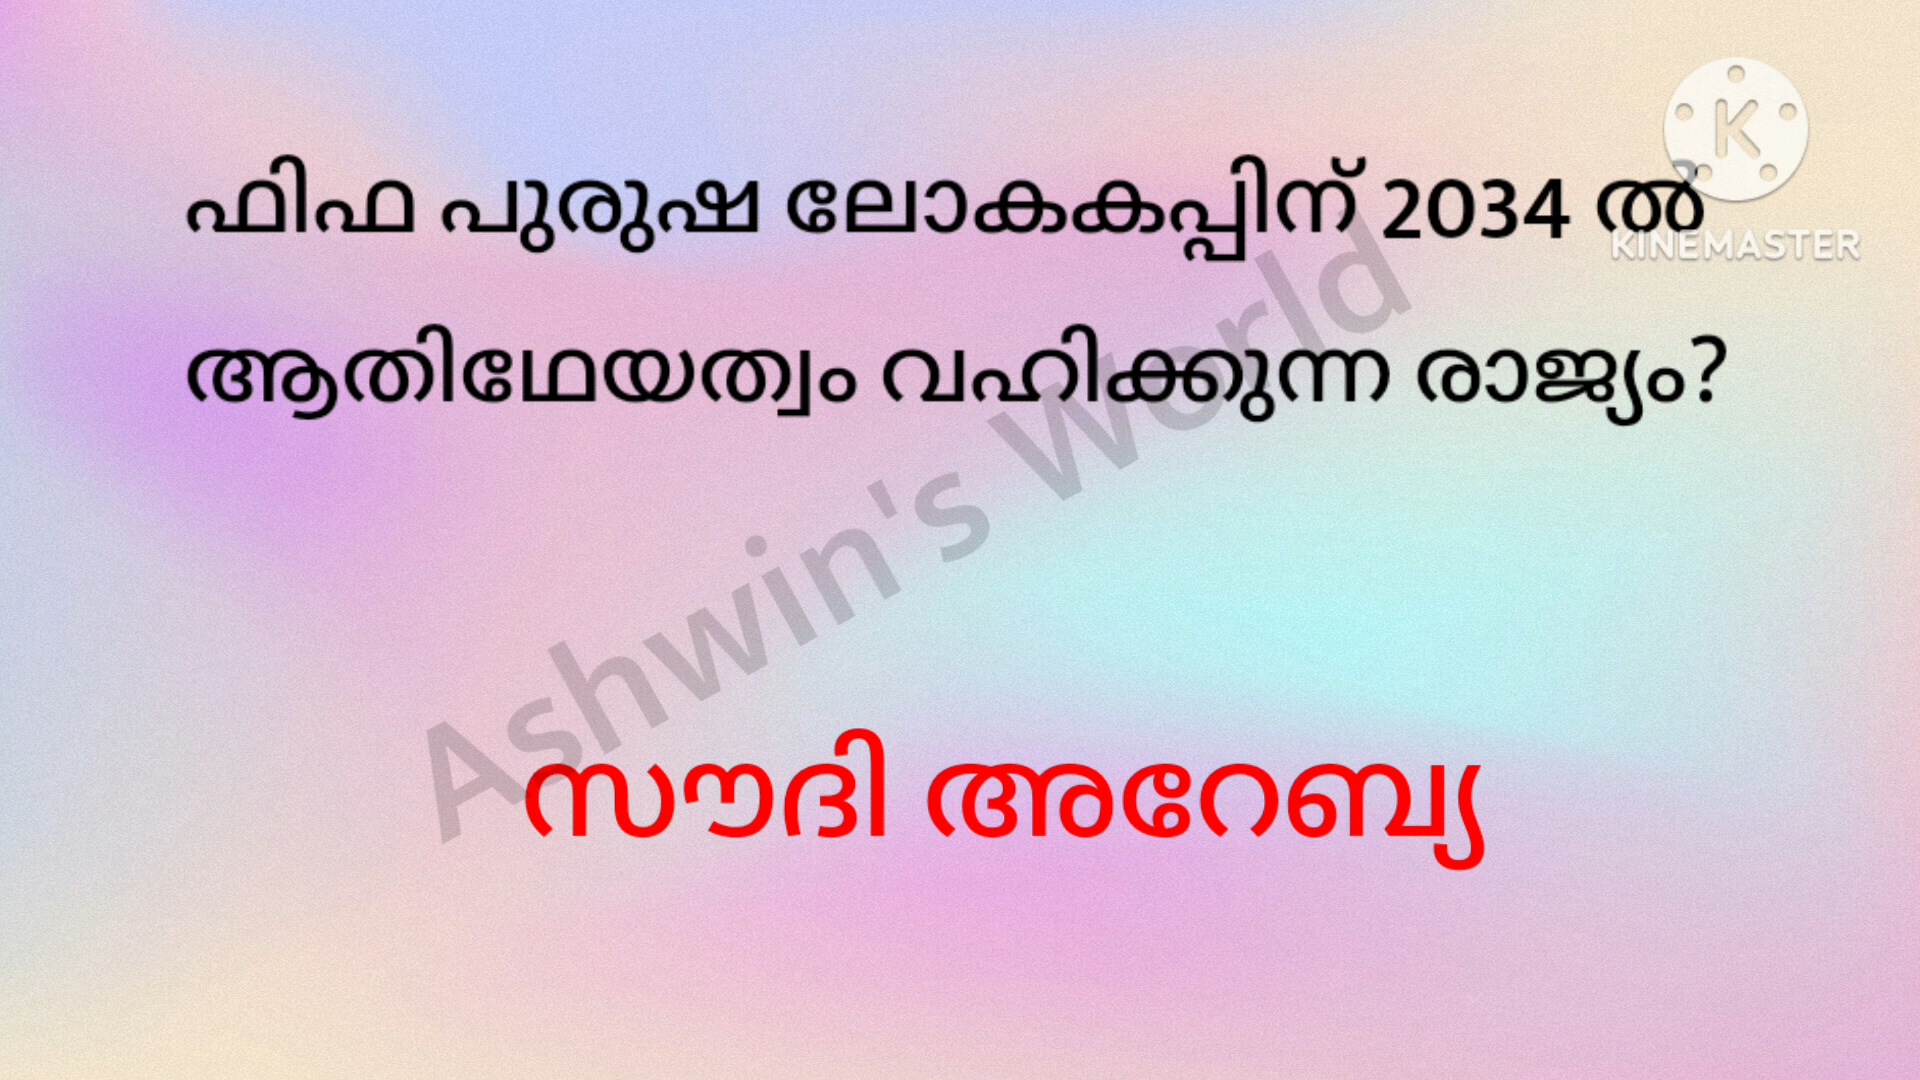 ഫിഫ പുരുഷ ലോകകപ്പിന് 2034 ൽ
KINEMASTER
ആതിഥേയത്വം വഹിക്കുന്ന രാജ്യം?
Ashwin's World
സൗദി അറേബ്യ